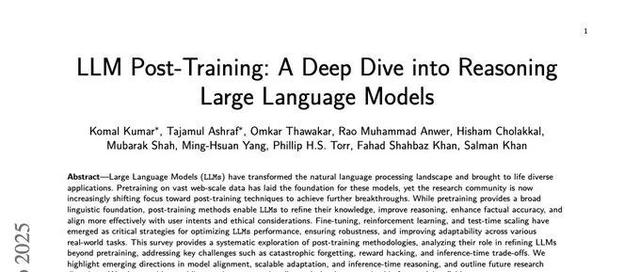 1
LLM Post-Training: A Deep Dive into Reasoning
Large Language Models
Komal Kumar*, Tajamul Ashraf*, Omkar Thawakar, Rao Muhammad Anwer, Hisham Cholakkal,
Mubarak Shah, Ming-Hsuan Yang, Phillip H.S. Torr, Fahad Shahbaz Khan, Salman Khan
Abstract—Large Language Models (LLMs) have transformed the natural language processing landscape and brought to life diverse
applications. Pretraining on vast web-scale data has laid the foundation for these models, yet the research community is now
increasingly shifting focus toward post-training techniques to achieve further breakthroughs. While pretraining provides a broad
linguistic foundation, post-training methods enable LLMs to refine their knowledge, improve reasoning, enhance factual accuracy, and
align more effectively with user intents and ethical considerations. Fine-tuning, reinforcement learning, and test-time scaling have
emerged as critical strategies for optimizing LLMs performance, ensuring robustness, and improving adaptability across various
real-world tasks. This survey provides a systematic exploration of post-training methodologies, analyzing their role in refining LLMs
beyond pretraining, addressing key challenges such as catastrophic forgetting, reward hacking, and inference-time trade-offs. We
highlight emerging directions in model alignment, scalable adaptation, and inference-time reasoning, and outline future research
2025